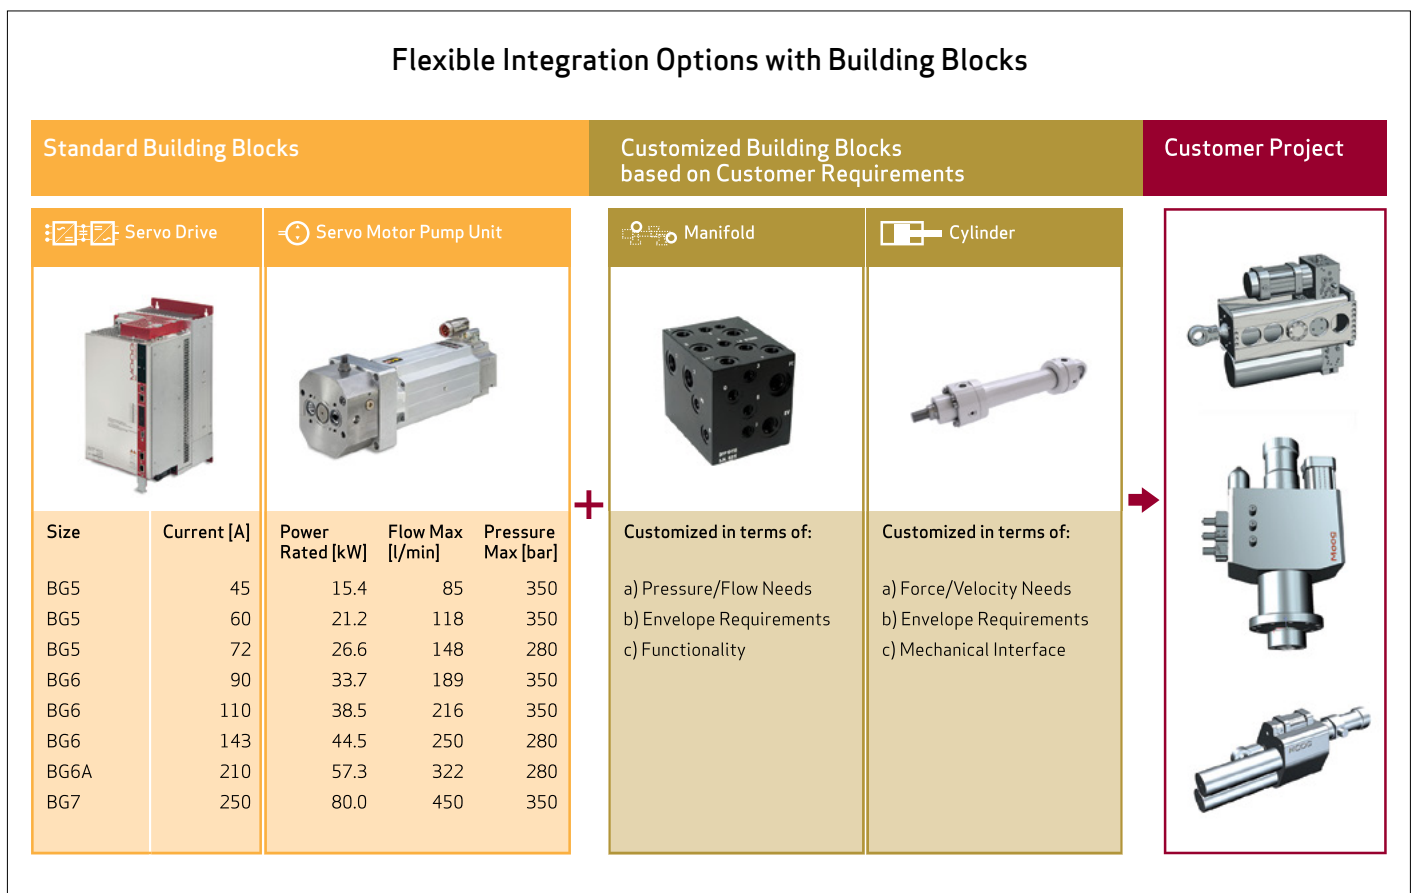 Flexible Integration Options with Building Blocks
Standard Building Blocks
Customized Building Blocks
based on Customer Requirements
Customer Project
Servo Drive
Servo Motor Pump Unit
Manifold
Cylinder
MOOG
Moog
MOOG
Size Current [A] Power Flow Max Pressure
Rated [kW] [l/min] Max [bar]
BG5 45 15.4 85 350
BG5 60 21.2 118 350
BG5 72 26.6 148 280
BG6 90 33.7 189 350
BG6 110 38.5 216 350
BG6 143 44.5 250 280
BG6A 210 57.3 322 280
BG7 250 80.0 450 350
+
Customized in terms of:
a) Pressure/Flow Needs
b) Envelope Requirements
c) Functionality
Customized in terms of:
a) Force/Velocity Needs
b) Envelope Requirements
c) Mechanical Interface